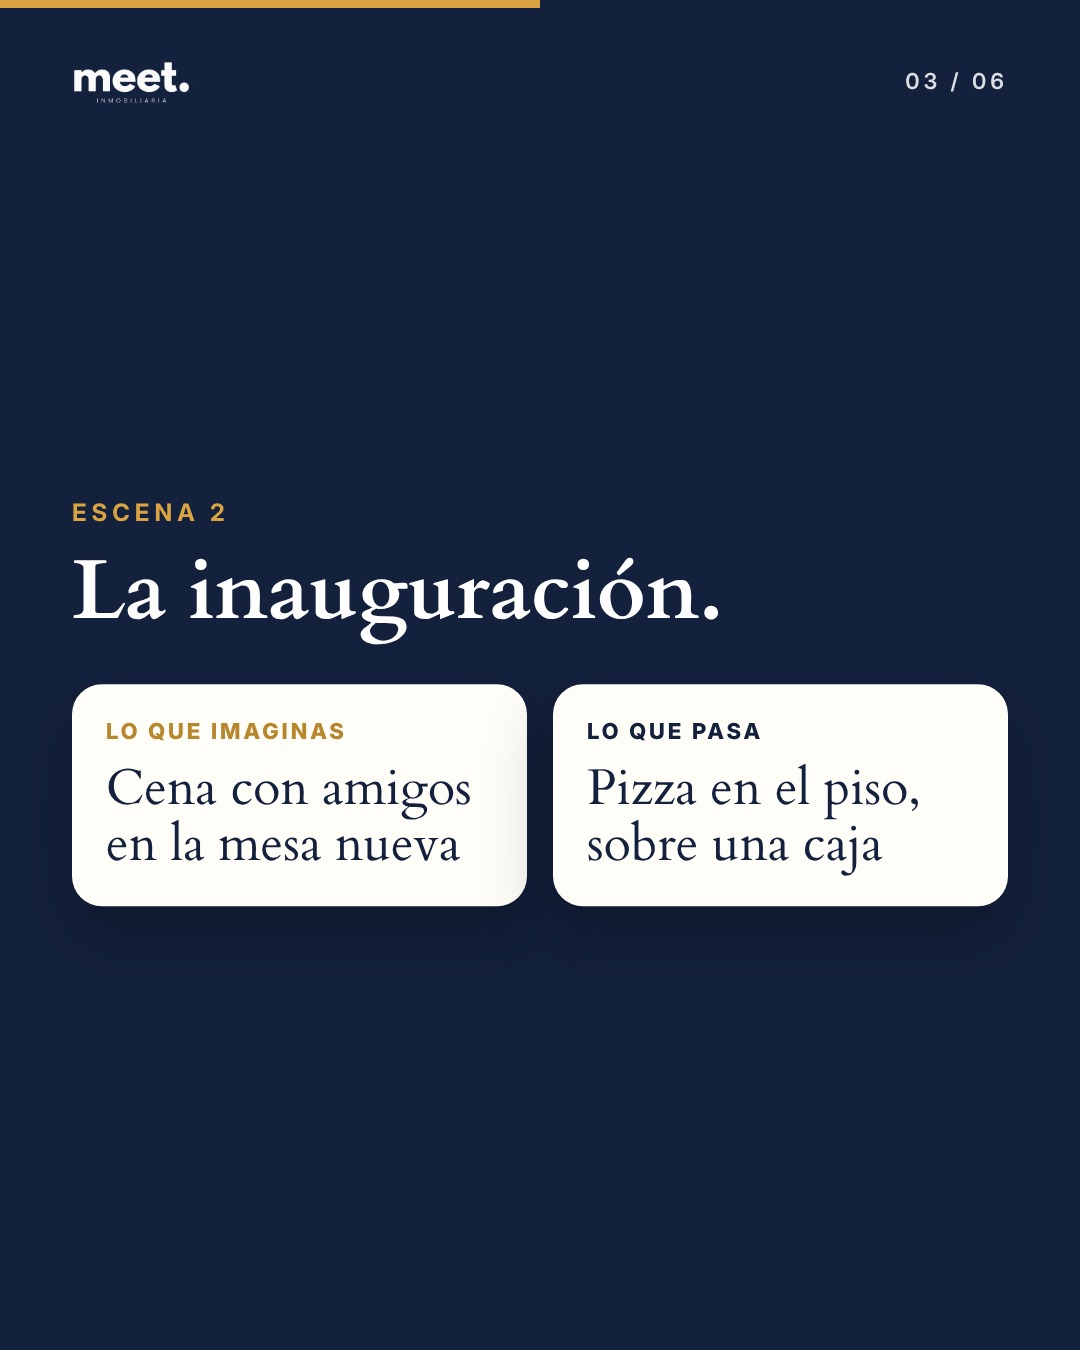 meet.
INMOBILIARIA
03 / 06
ESCENA 2
La inauguración.
LO QUE IMAGINAS
Cena con amigos
en la mesa nueva
LO QUE PASA
Pizza en el piso,
sobre una caja